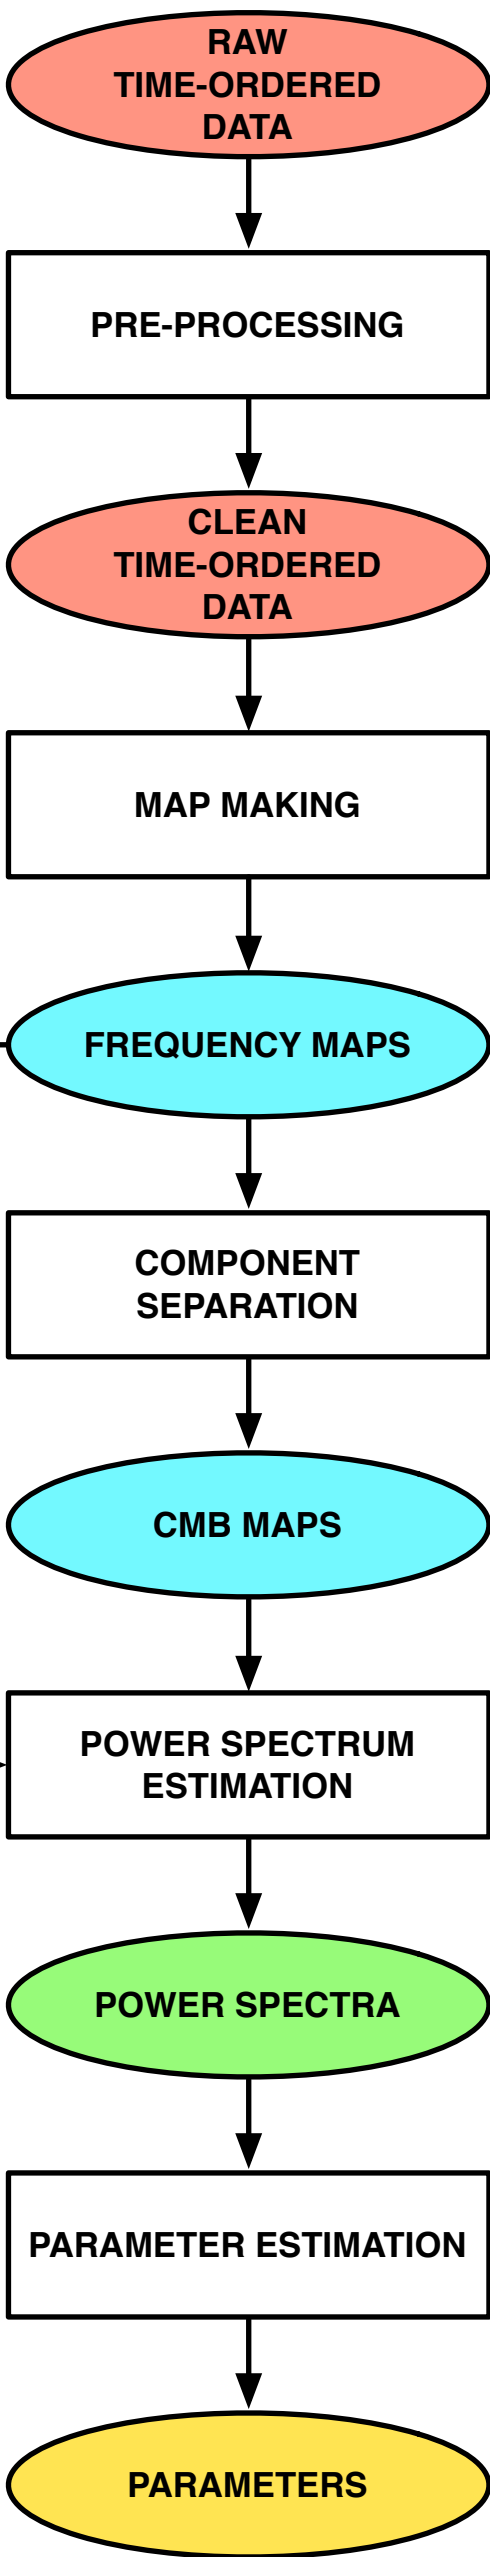 RAW
TIME-ORDERED
DATA
PRE-PROCESSING
CLEAN
TIME-ORDERED
DATA
MAP MAKING
FREQUENCY MAPS
COMPONENT
SEPARATION
CMB MAPS
POWER SPECTRUM
ESTIMATION
POWER SPECTRA
PARAMETER ESTIMATION
PARAMETERS